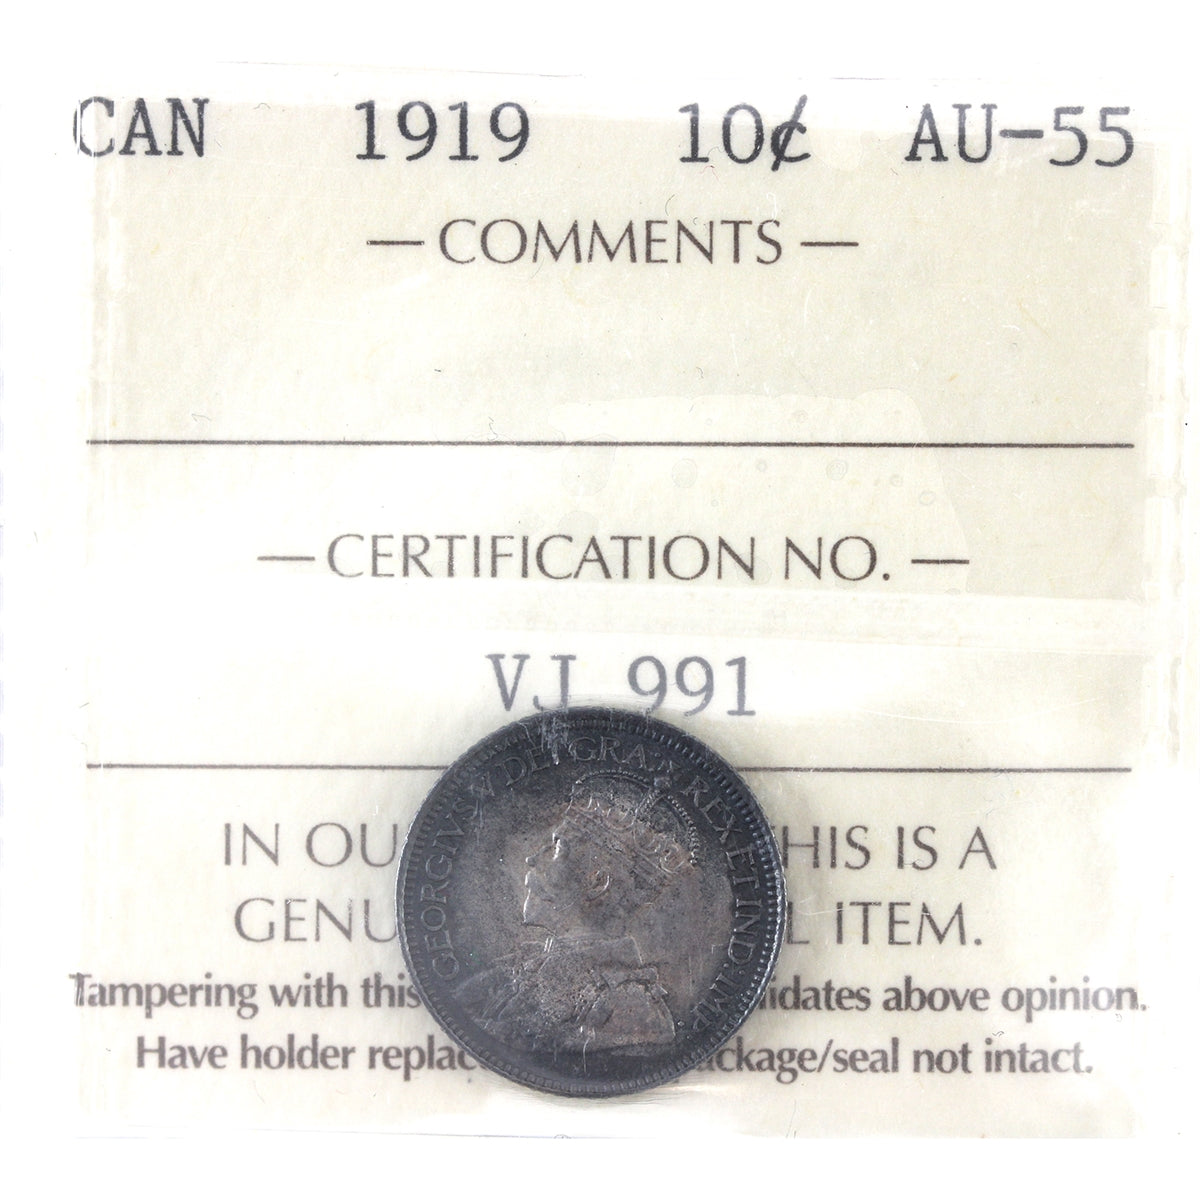 CAN 1919 10¢ AU-55
— COMMENTS —
— CERTIFICATION NO. —
VJ 991
GEORGIVS V DEI GRA: REX ET IND: IMP:
IN OU HIS IS A
GENU L ITEM.
Tampering with this idates above opinion.
Have holder replac ckage/seal not intact.